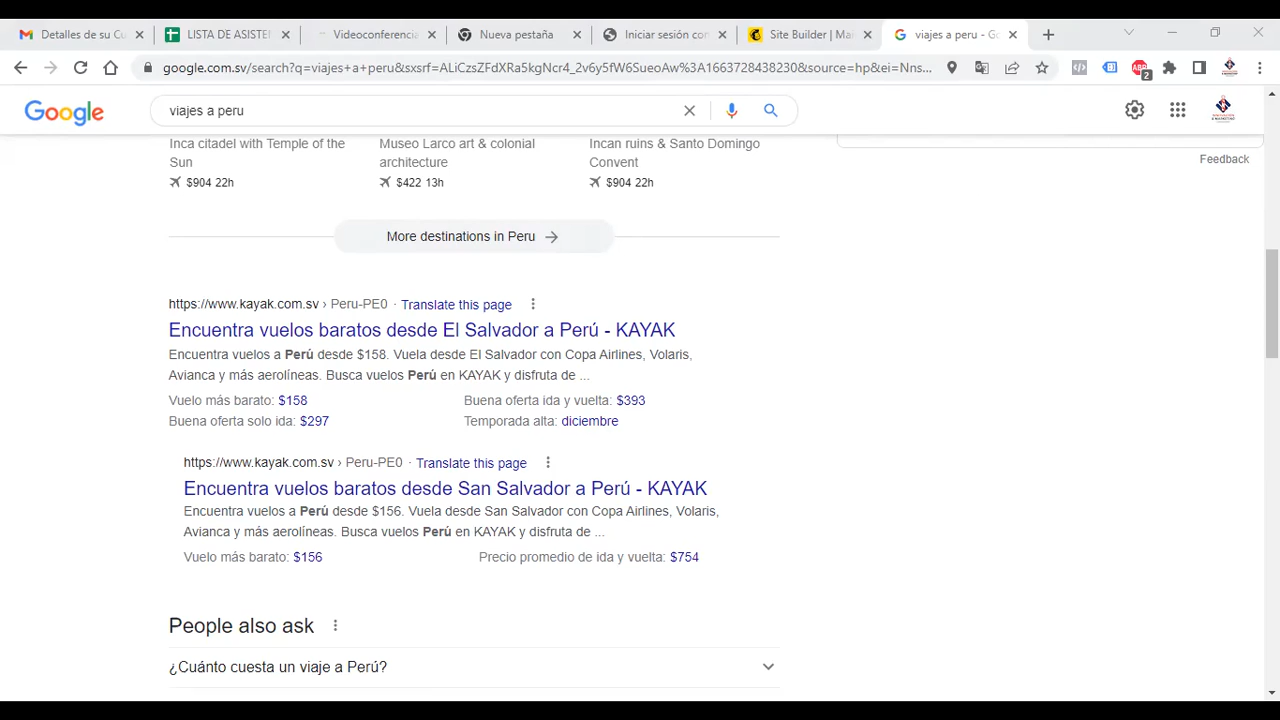 Detalles de su Cu
LISTA DE ASISTEN
Videoconferencia
Nueva pestaña
Iniciar sesión con
Site Builder | Mai
viajes a peru - Go
google.com.sv/search?q=viajes+a+peru&sxsrf=ALiCzsZFdXRa5kgNcr4_2v6y5fW6SueoAw%3A1663728438230&source=hp&ei=Nns...
ABP
2
Google
viajes a peru
Inca citadel with Temple of the Sun
Museo Larco art & colonial architecture
Incan ruins & Santo Domingo Convent
$904 22h
$422 13h
$904 22h
Feedback
More destinations in Peru
https://www.kayak.com.sv › Peru-PE0 · Translate this page
Encuentra vuelos baratos desde El Salvador a Perú - KAYAK
Encuentra vuelos a Perú desde $158. Vuela desde El Salvador con Copa Airlines, Volaris,
Avianca y más aerolíneas. Busca vuelos Perú en KAYAK y disfruta de ...
Vuelo más barato: $158
Buena oferta ida y vuelta: $393
Buena oferta solo ida: $297
Temporada alta: diciembre
https://www.kayak.com.sv › Peru-PE0 · Translate this page
Encuentra vuelos baratos desde San Salvador a Perú - KAYAK
Encuentra vuelos a Perú desde $156. Vuela desde San Salvador con Copa Airlines, Volaris,
Avianca y más aerolíneas. Busca vuelos Perú en KAYAK y disfruta de ...
Vuelo más barato: $156
Precio promedio de ida y vuelta: $754
People also ask
¿Cuánto cuesta un viaje a Perú?